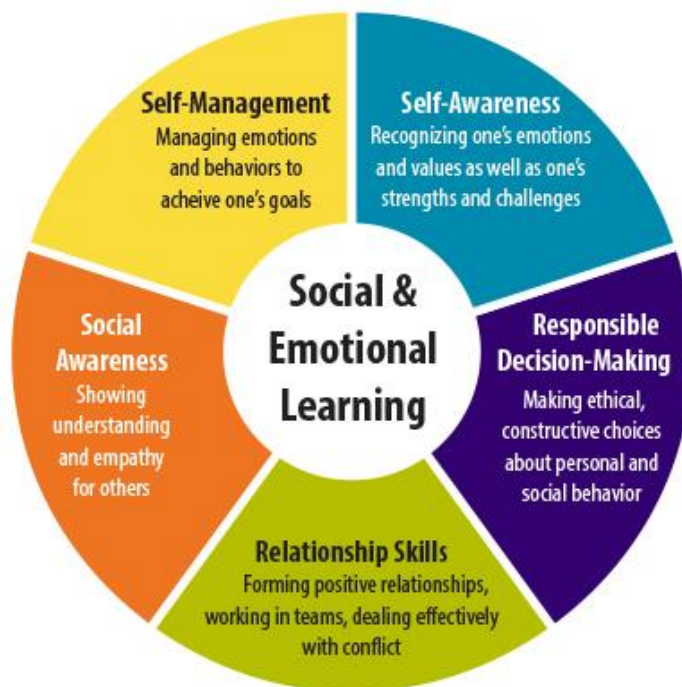 Self-Management
Managing emotions
and behaviors to
acheive one's goals
Self-Awareness
Recognizing one's emotions
and values as well as one's
strengths and challenges
Social &
Emotional
Learning
Social
Awareness
Showing
understanding
and empathy
for others
Responsible
Decision-Making
Making ethical,
constructive choices
about personal and
social behavior
Relationship Skills
Forming positive relationships,
working in teams, dealing effectively
with conflict